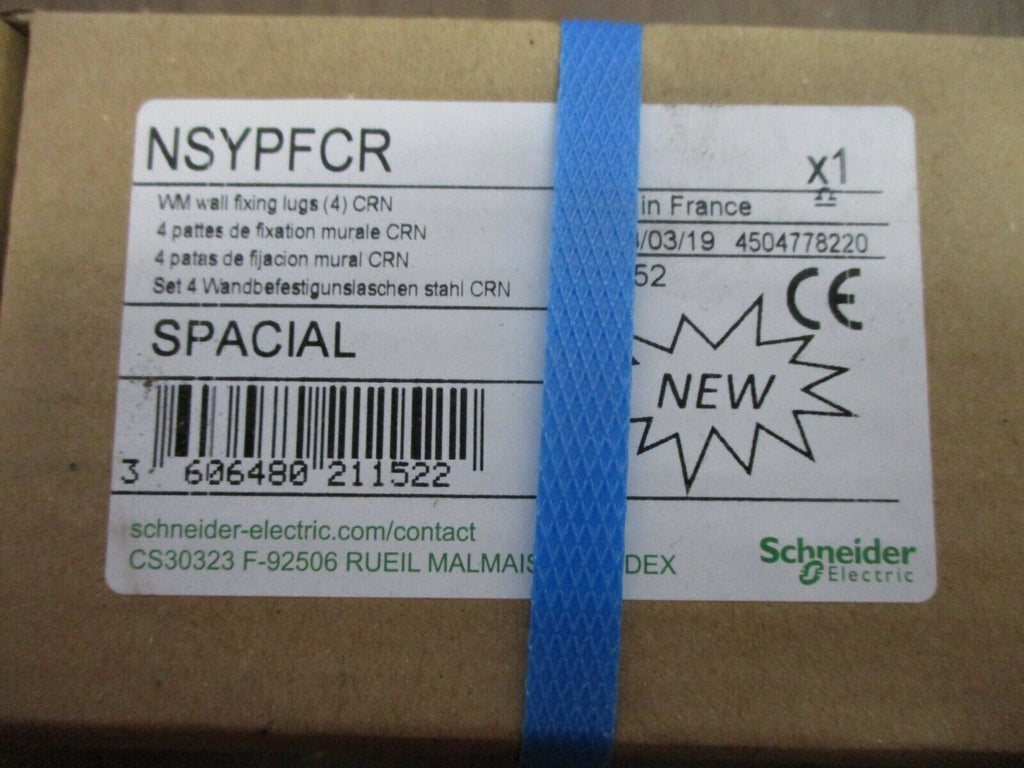 NSYPFCR
x1
WM wall fixing lugs (4) CRN
4 pattes de fixation murale CRN
4 patas de fijacion mural CRN
Set 4 Wandbefestigunslaschen stahl CRN
in France
/03/19 4504778220
52
CE
SPACIAL
NEW
3 606480 211522
schneider-electric.com/contact
CS30323 F-92506 RUEIL MALMAIS DEX
Schneider
Electric